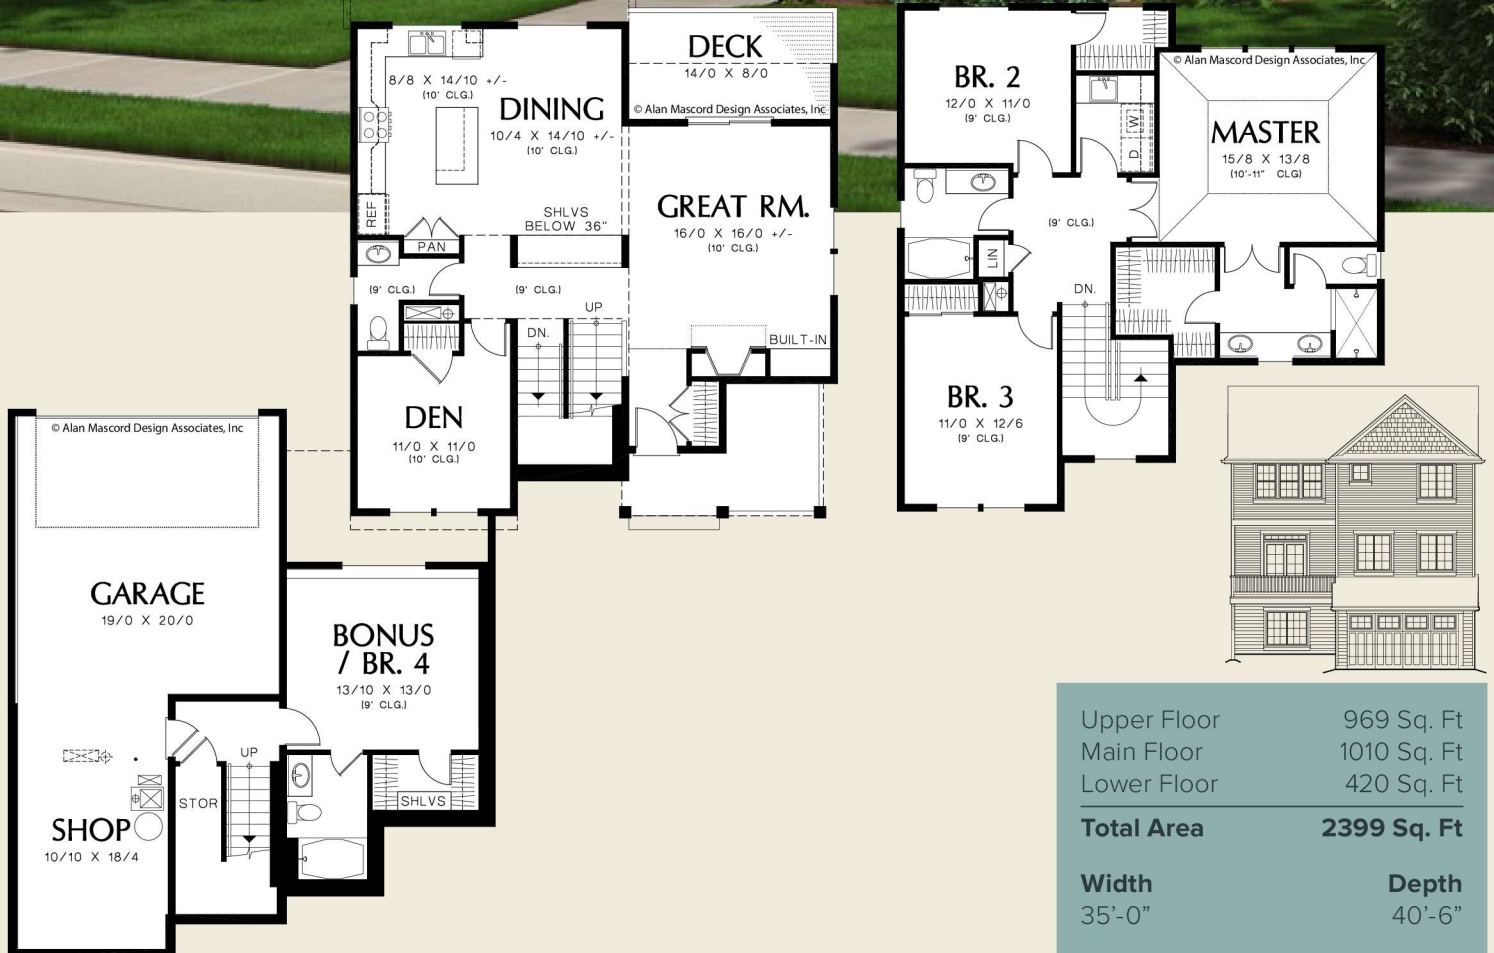 8/8 X 14/10 +/-
(10' CLG.)
DINING
10/4 X 14/10 +/-
(10' CLG.)
REF
PAN
SHLVS
BELOW 36"
(9' CLG.)
(9' CLG.)
DN.
UP
DEN
11/0 X 11/0
(10' CLG.)
DECK
14/0 X 8/0
© Alan Mascord Design Associates, Inc
GREAT RM.
16/0 X 16/0 +/-
(10' CLG.)
BUILT-IN
BR. 2
12/0 X 11/0
(9' CLG.)
W
D
© Alan Mascord Design Associates, Inc
MASTER
15/8 X 13/8
(10'-11" CLG)
(9' CLG.)
LIN
DN.
BR. 3
11/0 X 12/6
(9' CLG.)
© Alan Mascord Design Associates, Inc
GARAGE
19/0 X 20/0
BONUS
/ BR. 4
13/10 X 13/0
(9' CLG.)
UP
STOR
SHLVS
SHOP
10/10 X 18/4
Upper Floor 969 Sq. Ft
Main Floor 1010 Sq. Ft
Lower Floor 420 Sq. Ft
Total Area 2399 Sq. Ft
Width Depth
35'-0” 40'-6”